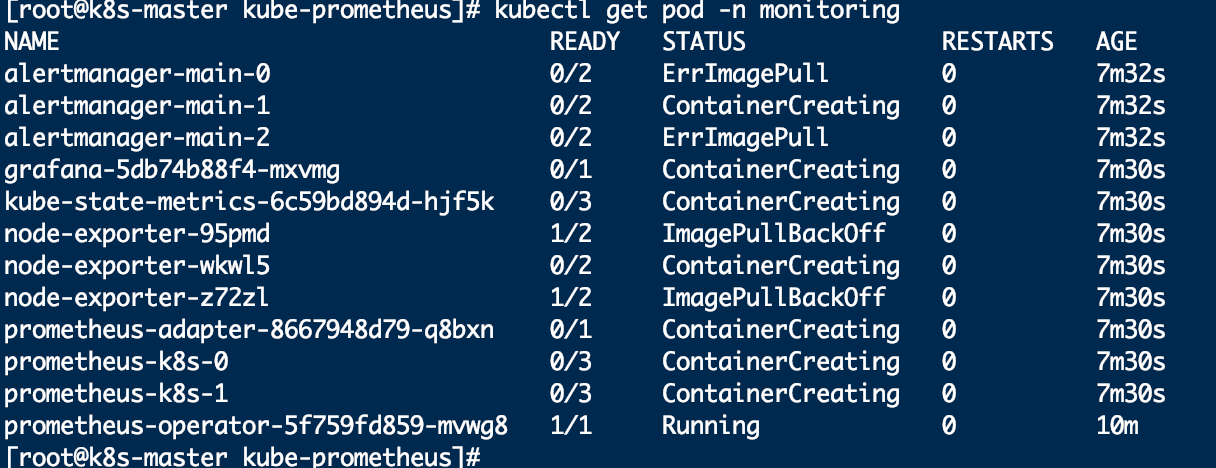 [root@k8s-master kube-prometheus]# kubectl get pod -n monitoring
NAME READY STATUS RESTARTS AGE
alertmanager-main-0 0/2 ErrImagePull 0 7m32s
alertmanager-main-1 0/2 ContainerCreating 0 7m32s
alertmanager-main-2 0/2 ErrImagePull 0 7m32s
grafana-5db74b88f4-mxvmg 0/1 ContainerCreating 0 7m30s
kube-state-metrics-6c59bd894d-hjf5k 0/3 ContainerCreating 0 7m30s
node-exporter-95pmd 1/2 ImagePullBackOff 0 7m30s
node-exporter-wkwl5 0/2 ContainerCreating 0 7m30s
node-exporter-z72zl 1/2 ImagePullBackOff 0 7m30s
prometheus-adapter-8667948d79-q8bxn 0/1 ContainerCreating 0 7m30s
prometheus-k8s-0 0/3 ContainerCreating 0 7m30s
prometheus-k8s-1 0/3 ContainerCreating 0 7m30s
prometheus-operator-5f759fd859-mvwg8 1/1 Running 0 10m
[root@k8s-master kube-prometheus]#